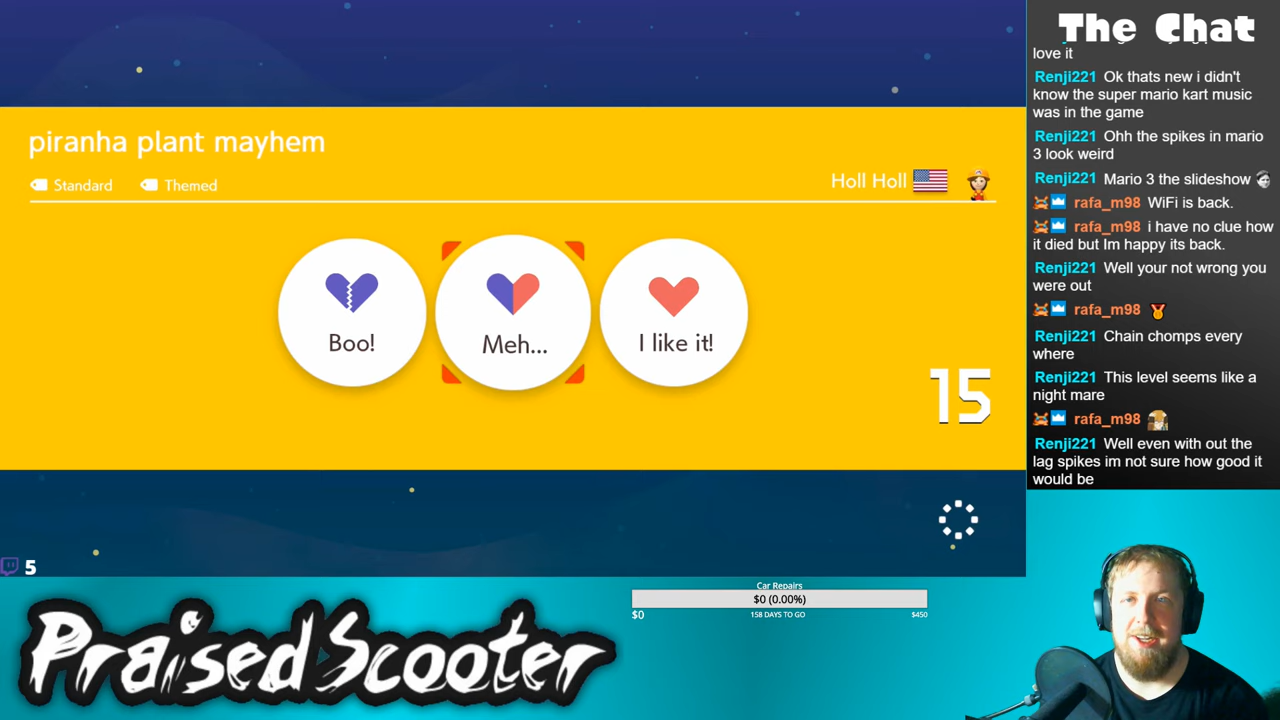 piranha plant mayhem
Standard Themed
Holl Holl
Boo!
Meh...
I like it!
15
5
PraisedScooter
Car Repairs
$0 (0.00%)
$0 158 DAYS TO GO $450
The Chat
love it
Renji221 Ok thats new i didn't
know the super mario kart music
was in the game
Renji221 Ohh the spikes in mario
3 look weird
Renji221 Mario 3 the slideshow
rafa_m98 WiFi is back.
rafa_m98 i have no clue how
it died but Im happy its back.
Renji221 Well your not wrong you
were out
rafa_m98
Renji221 Chain chomps every
where
Renji221 This level seems like a
night mare
rafa_m98
Renji221 Well even with out the
lag spikes im not sure how good it
would be